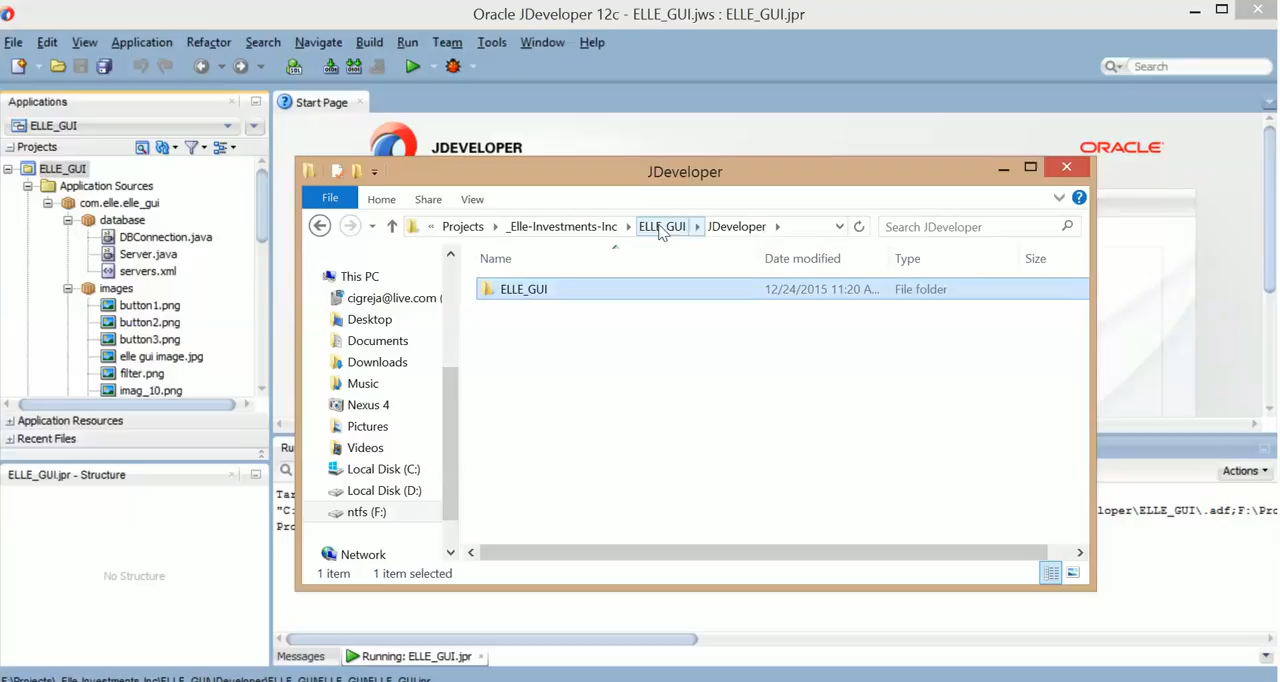 Oracle JDeveloper 12c - ELLE_GUI.jws : ELLE_GUI.jpr
File Edit View Application Refactor Search Navigate Build Run Team Tools Window Help
Search
Applications
Start Page
ELLE_GUI
Projects
JDEVELOPER
ORACLE
ELLE_GUI
Application Sources
com.elle.elle_gui
database
DBConnection.java
Server.java
servers.xml
images
button1.png
button2.png
button3.png
elle gui image.jpg
filter.png
imag_10.png
Application Resources
Recent Files
ELLE_GUI.jpr - Structure
No Structure
JDeveloper
File Home Share View
« Projects _Elle-Investments-Inc ELLE_GUI JDeveloper
Search JDeveloper
Name Date modified Type Size
ELLE_GUI 12/24/2015 11:20 A... File folder
This PC
cigreja@live.com (
Desktop
Documents
Downloads
Music
Nexus 4
Pictures
Videos
Local Disk (C:)
Local Disk (D:)
ntfs (F:)
Network
1 item 1 item selected
Actions
"C:
loper\ELLE_GUI\.adf;F:\Pro
Messages
Running: ELLE_GUI.jpr